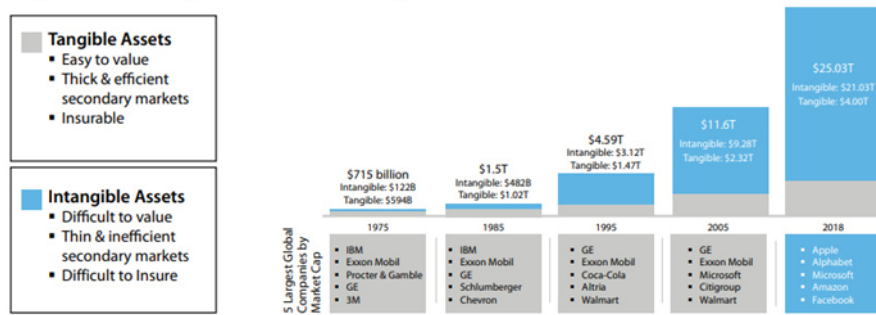 Tangible Assets
▪ Easy to value
▪ Thick & efficient
secondary markets
▪ Insurable
Intangible Assets
▪ Difficult to value
▪ Thin & inefficient
secondary markets
▪ Difficult to Insure
$715 billion
Intangible: $122B
Tangible: $594B
$1.5T
Intangible: $482B
Tangible: $1.02T
$4.59T
Intangible: $3.12T
Tangible: $1.47T
$11.6T
Intangible: $9.28T
Tangible: $2.32T
$25.03T
Intangible: $21.03T
Tangible: $4.00T
5 Largest Global
Companies by
Market Cap
1975
▪ IBM
▪ Exxon Mobil
▪ Procter & Gamble
▪ GE
▪ 3M
1985
▪ IBM
▪ Exxon Mobil
▪ GE
▪ Schlumberger
▪ Chevron
1995
▪ GE
▪ Exxon Mobil
▪ Coca-Cola
▪ Altria
▪ Walmart
2005
▪ GE
▪ Exxon Mobil
▪ Microsoft
▪ Citigroup
▪ Walmart
2018
▪ Apple
▪ Alphabet
▪ Microsoft
▪ Amazon
▪ Facebook